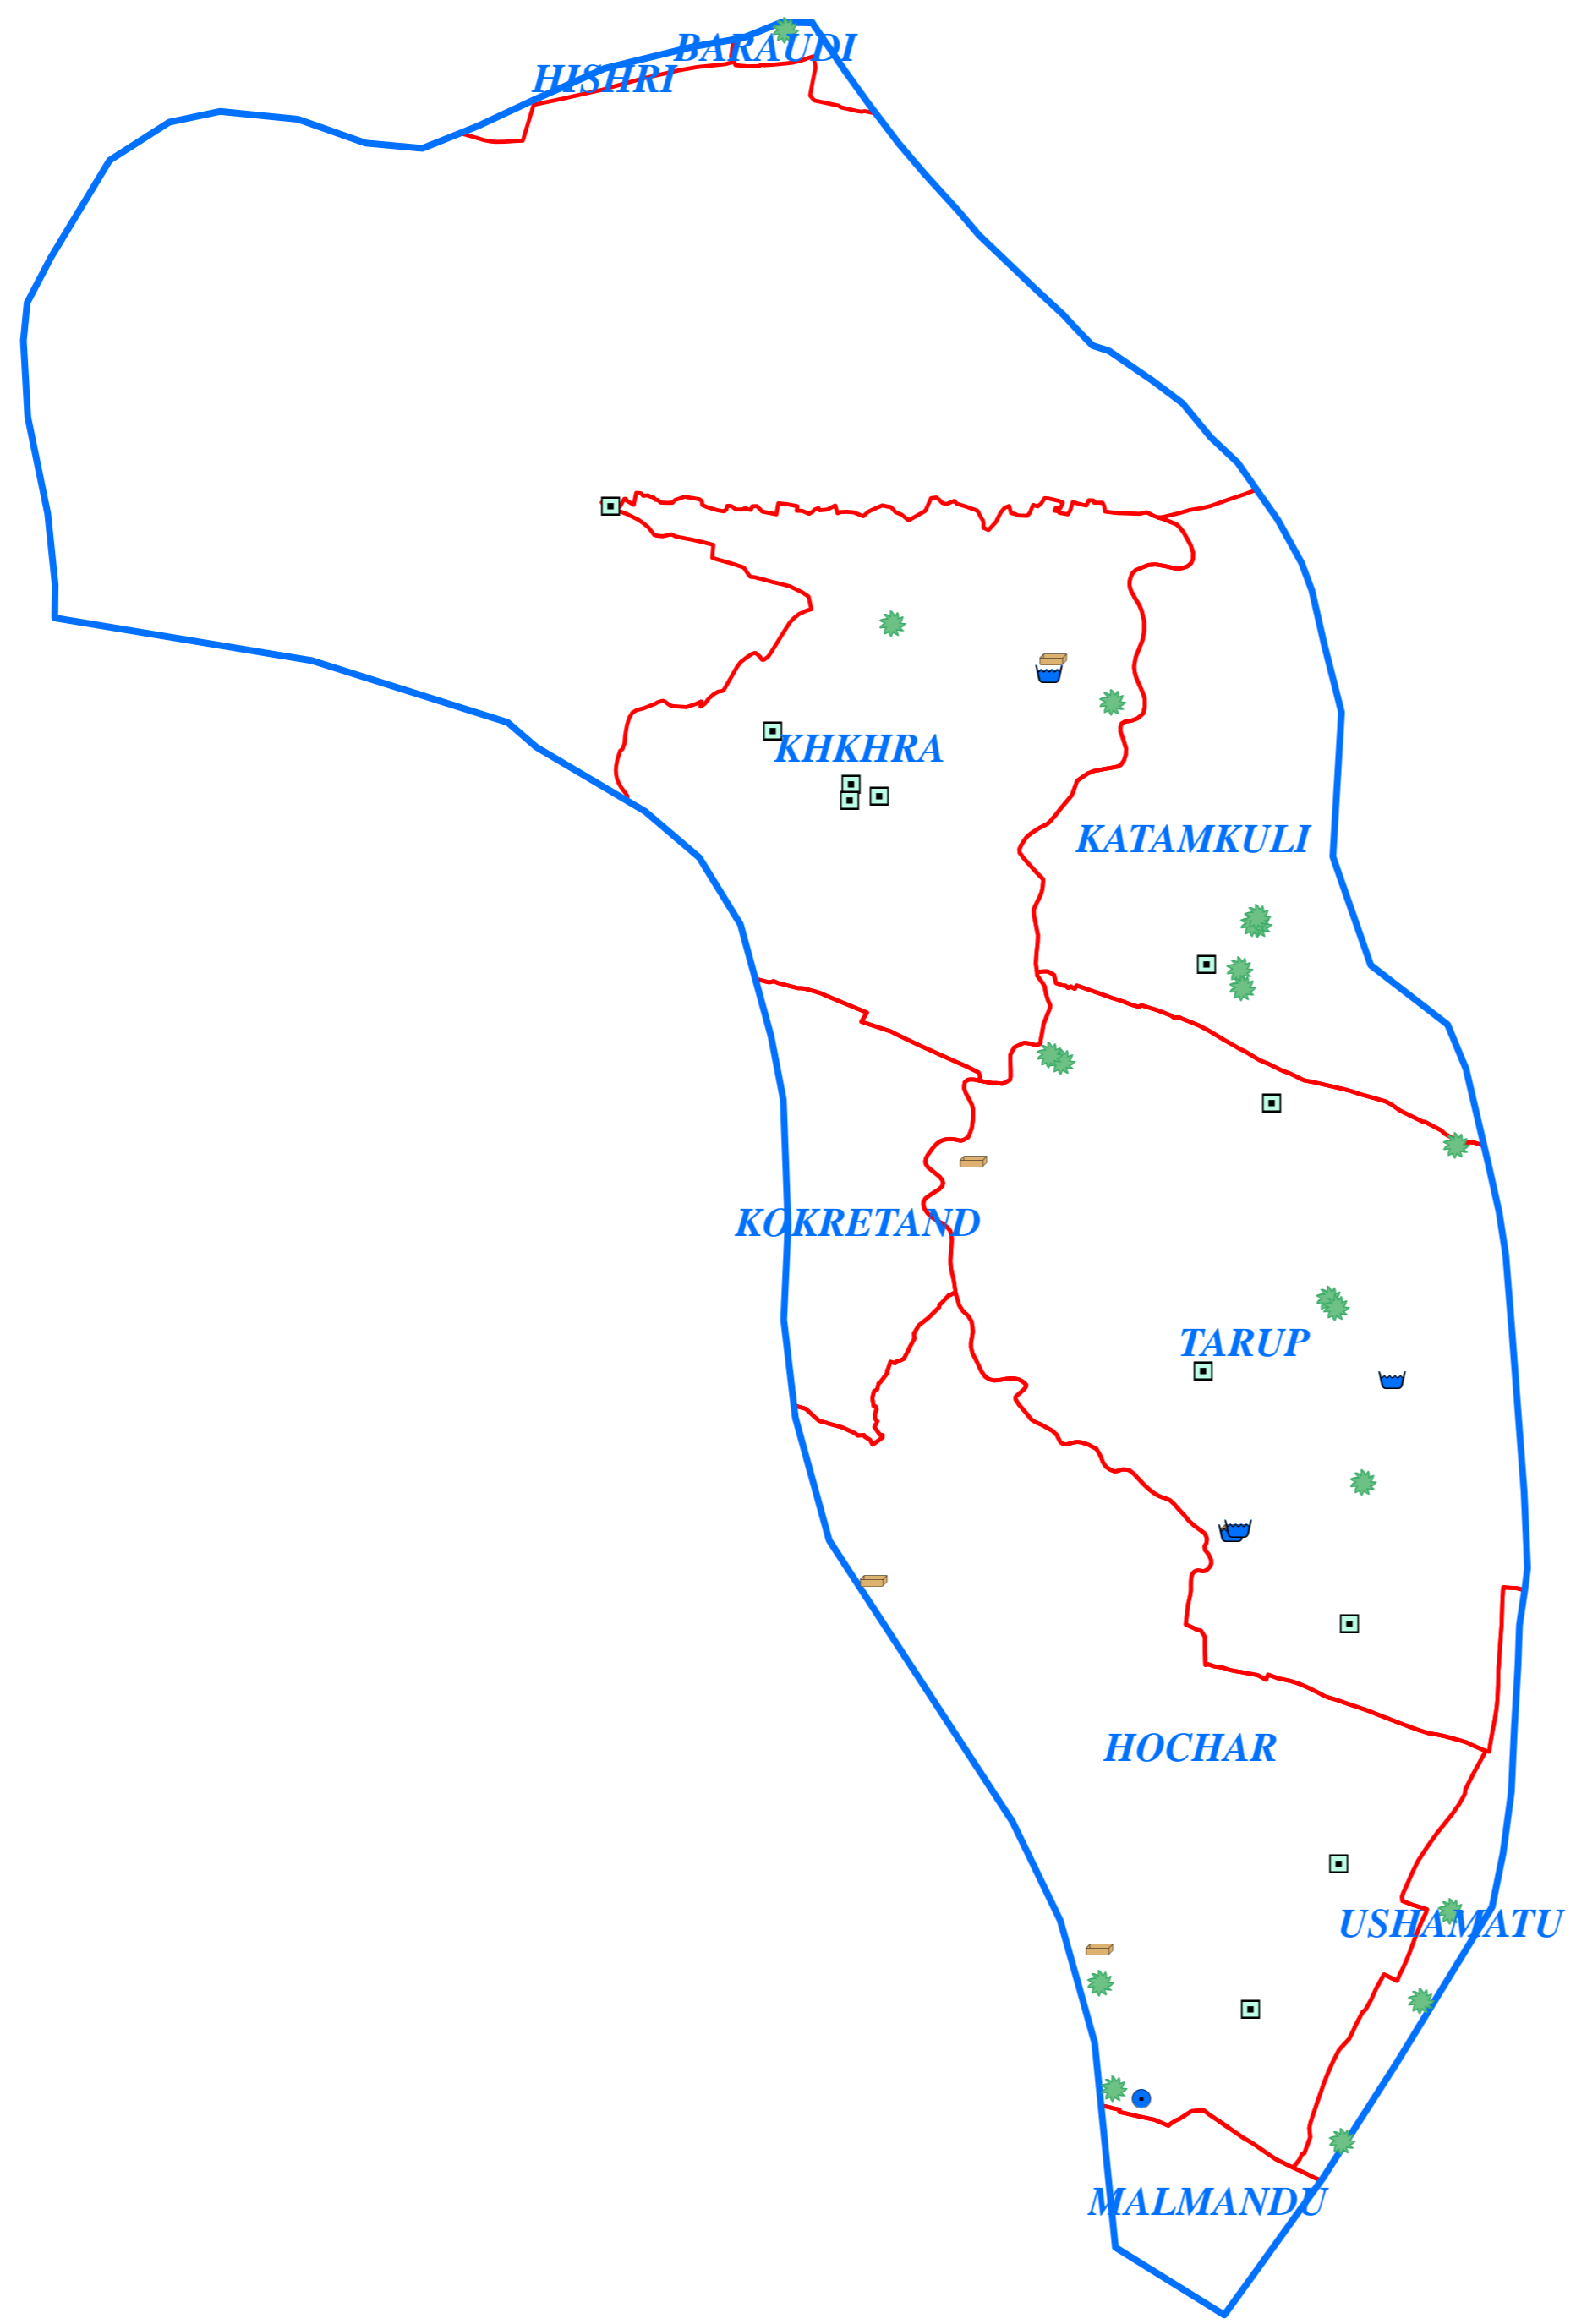 BARAUDI
HISHRI
KHKHRA
KATAMKULI
KOKRETAND
TARUP
HOCHAR
USHAMATU
MALMANDU